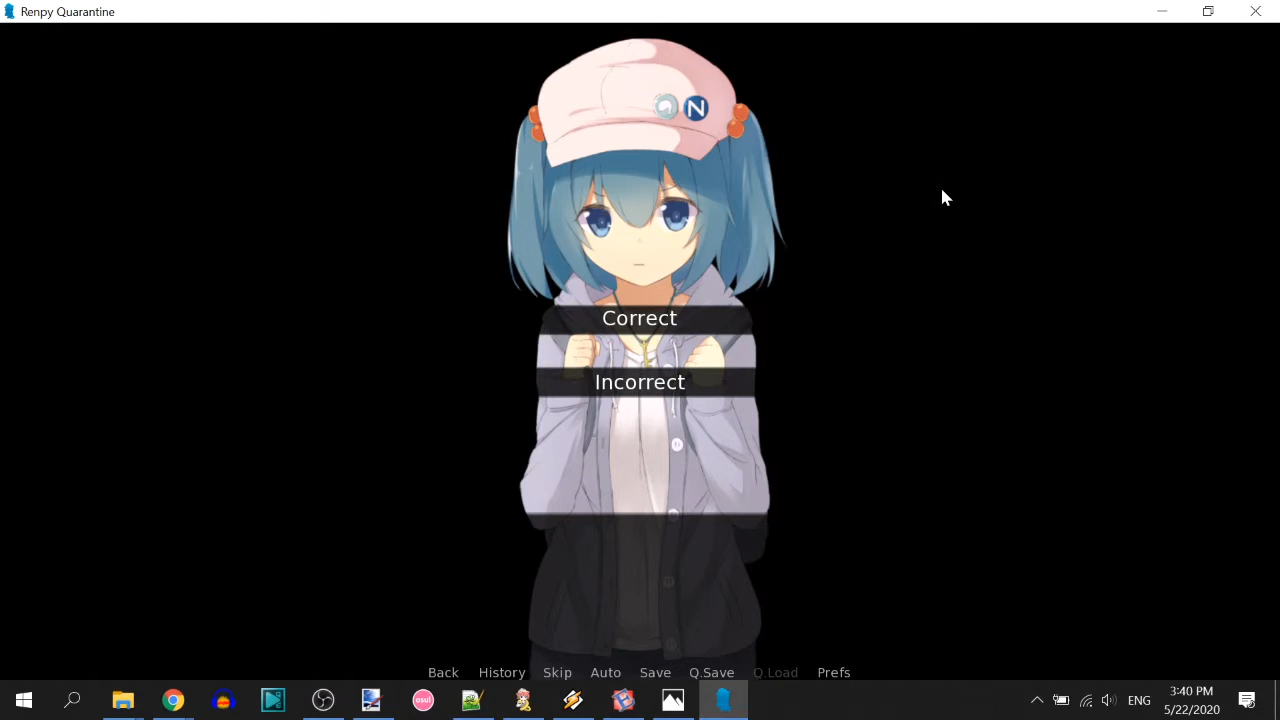 Renpy Quarantine
N
Correct
Incorrect
Back History Skip Auto Save Q.Save Q.Load Prefs
osu!
ENG
3:40 PM
5/22/2020